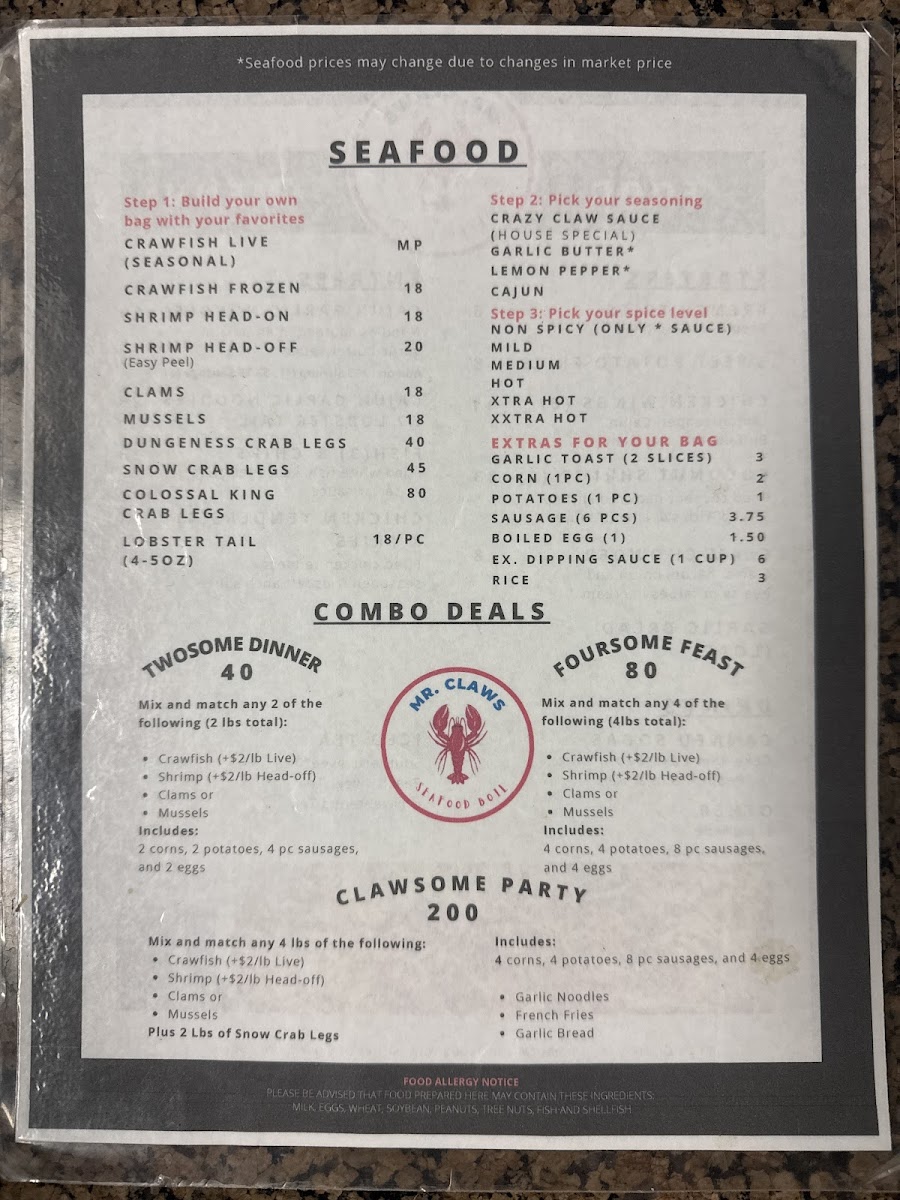 *Seafood prices may change due to changes in market price
SEAFOOD
Step 1: Build your own
bag with your favorites
CRAWFISH LIVE MP
(SEASONAL)
CRAWFISH FROZEN 18
SHRIMP HEAD-ON 18
SHRIMP HEAD-OFF 20
(Easy Peel)
CLAMS 18
MUSSELS 18
DUNGENESS CRAB LEGS 40
SNOW CRAB LEGS 45
COLOSSAL KING 80
CRAB LEGS
LOBSTER TAIL 18/PC
(4-5OZ)
Step 2: Pick your seasoning
CRAZY CLAW SAUCE
(HOUSE SPECIAL)
GARLIC BUTTER*
LEMON PEPPER*
CAJUN
Step 3: Pick your spice level
NON SPICY (ONLY * SAUCE)
MILD
MEDIUM
HOT
XTRA HOT
XXTRA HOT
EXTRAS FOR YOUR BAG
GARLIC TOAST (2 SLICES) 3
CORN (1PC) 2
POTATOES (1 PC) 1
SAUSAGE (6 PCS) 3.75
BOILED EGG (1) 1.50
EX. DIPPING SAUCE (1 CUP) 6
RICE 3
COMBO DEALS
TWOSOME DINNER
40
Mix and match any 2 of the
following (2 lbs total):
• Crawfish (+$2/lb Live)
• Shrimp (+$2/lb Head-off)
• Clams or
• Mussels
Includes:
2 corns, 2 potatoes, 4 pc sausages,
and 2 eggs
MR. CLAWS
SEAFOOD BOIL
FOURSOME FEAST
80
Mix and match any 4 of the
following (4lbs total):
• Crawfish (+$2/lb Live)
• Shrimp (+$2/lb Head-off)
• Clams or
• Mussels
Includes:
4 corns, 4 potatoes, 8 pc sausages,
and 4 eggs
CLAWSOME PARTY
200
Mix and match any 4 lbs of the following:
• Crawfish (+$2/lb Live)
• Shrimp (+$2/lb Head-off)
• Clams or
• Mussels
Plus 2 Lbs of Snow Crab Legs
Includes:
4 corns, 4 potatoes, 8 pc sausages, and 4 eggs
• Garlic Noodles
• French Fries
• Garlic Bread
FOOD ALLERGY NOTICE
PLEASE BE ADVISED THAT FOOD PREPARED HERE MAY CONTAIN THESE INGREDIENTS:
MILK, EGGS, WHEAT, SOYBEAN, PEANUTS, TREE NUTS, FISH AND SHELLFISH